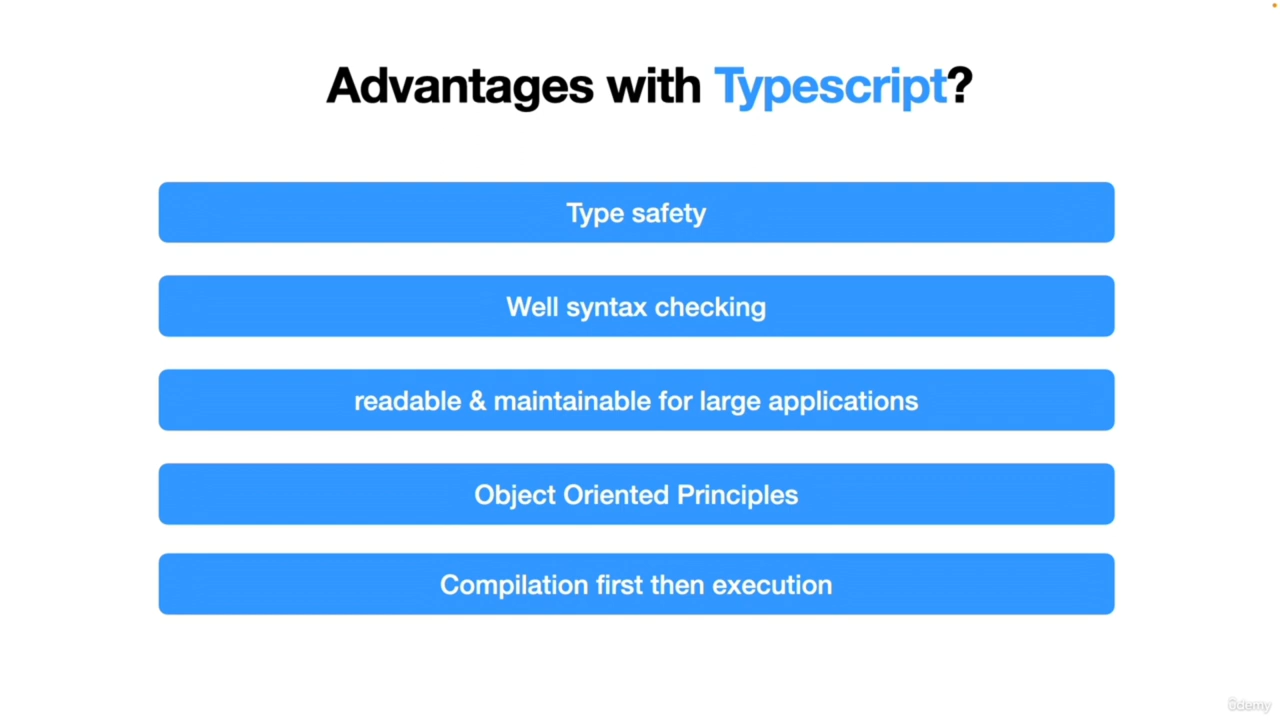 Advantages with Typescript?
Type safety
Well syntax checking
readable & maintainable for large applications
Object Oriented Principles
Compilation first then execution
ûdemy